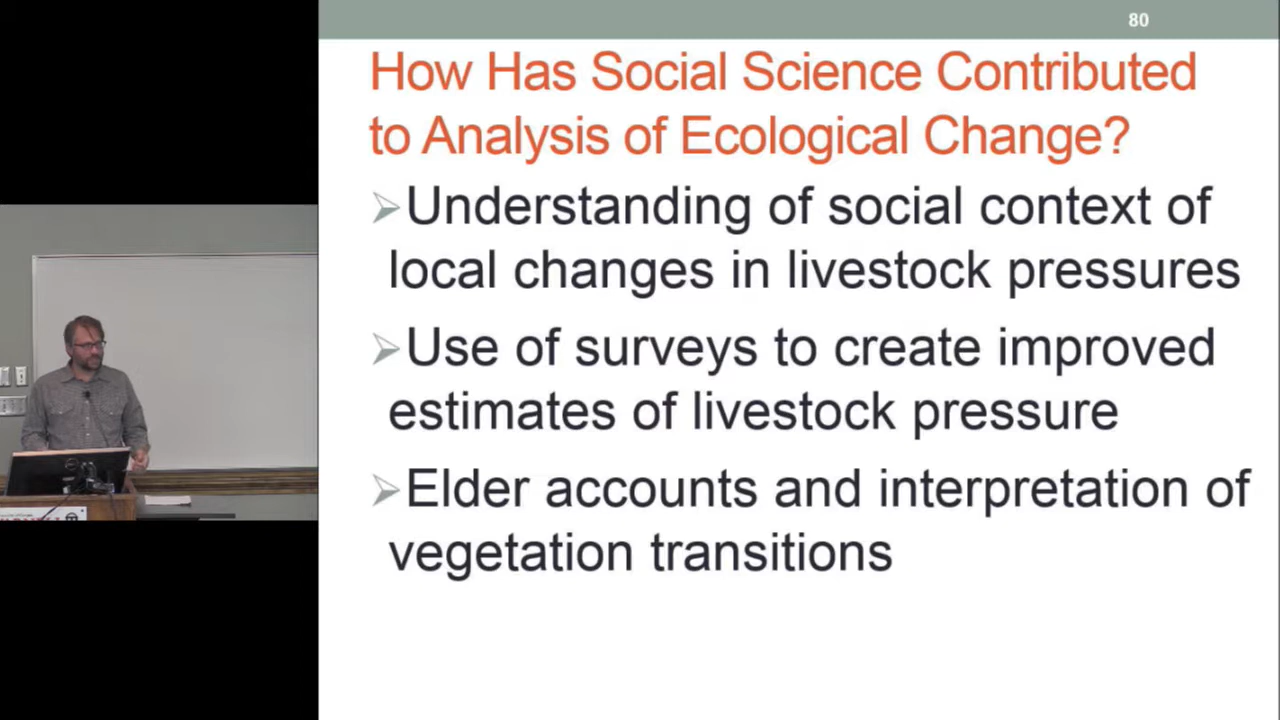 80
How Has Social Science Contributed
to Analysis of Ecological Change?
➢Understanding of social context of
local changes in livestock pressures
➢Use of surveys to create improved
estimates of livestock pressure
➢Elder accounts and interpretation of
vegetation transitions